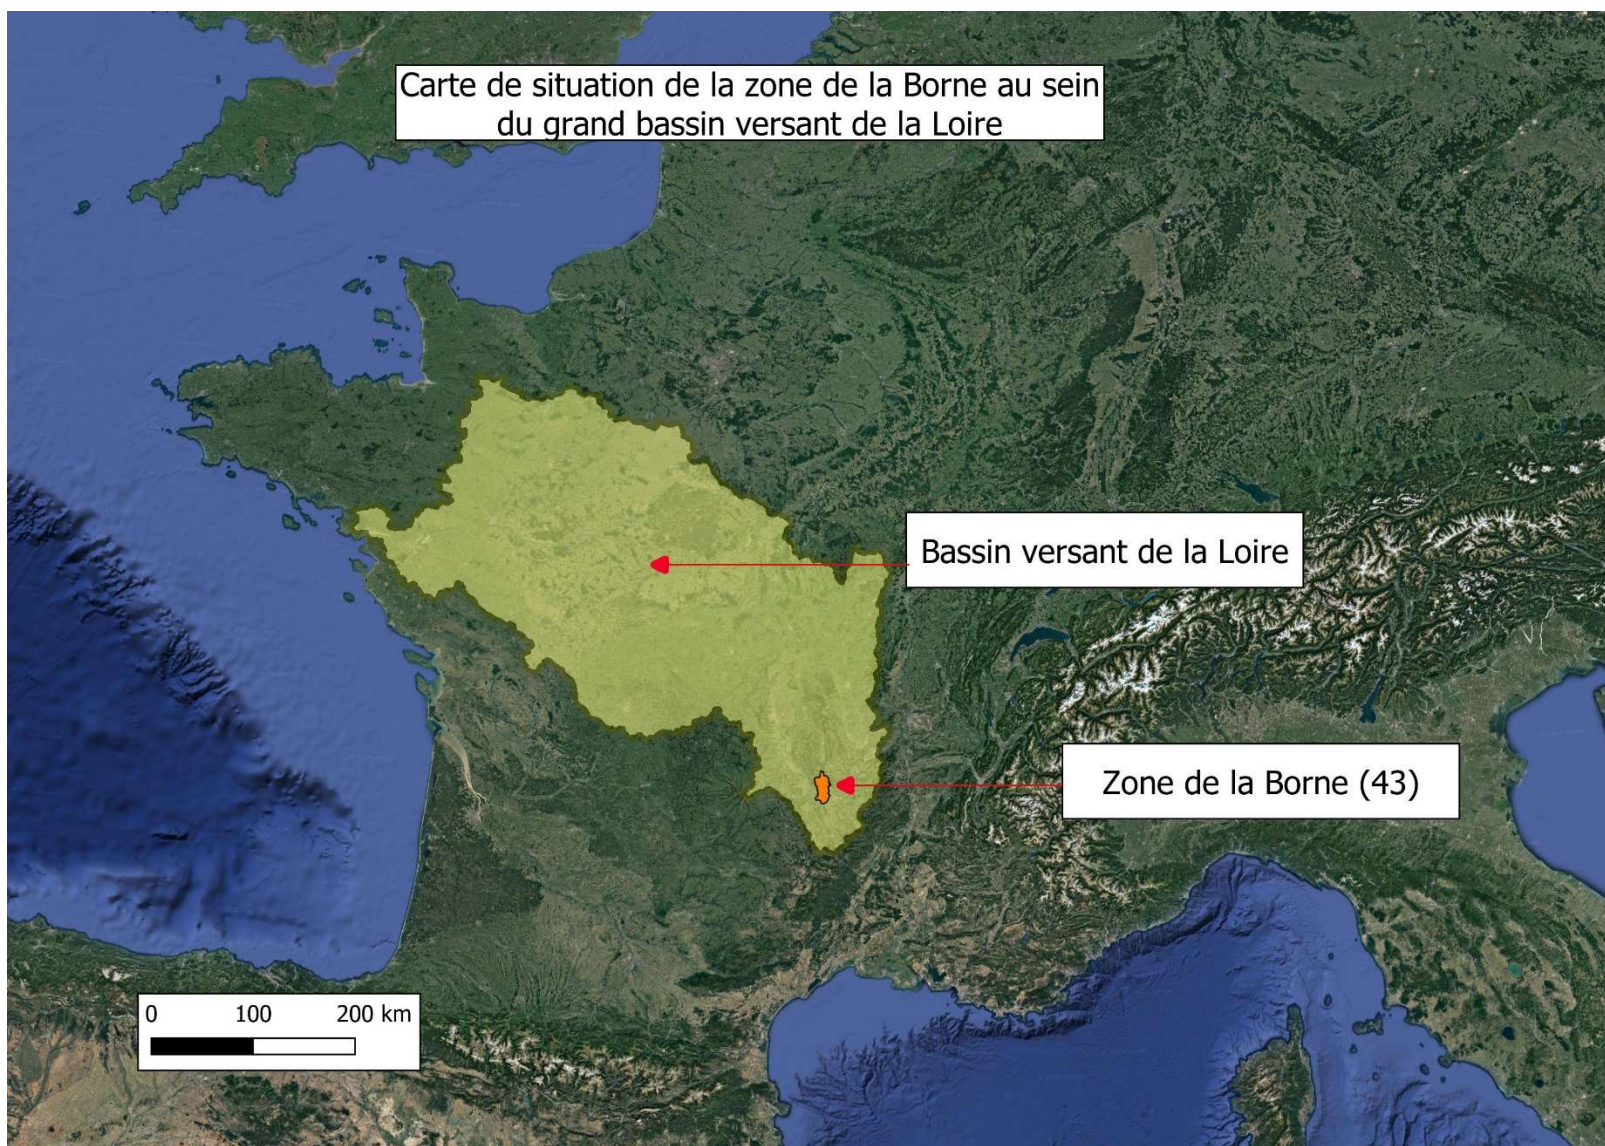 Carte de situation de la zone de la Borne au sein
du grand bassin versant de la Loire
Bassin versant de la Loire
Zone de la Borne (43)
0 100 200 km